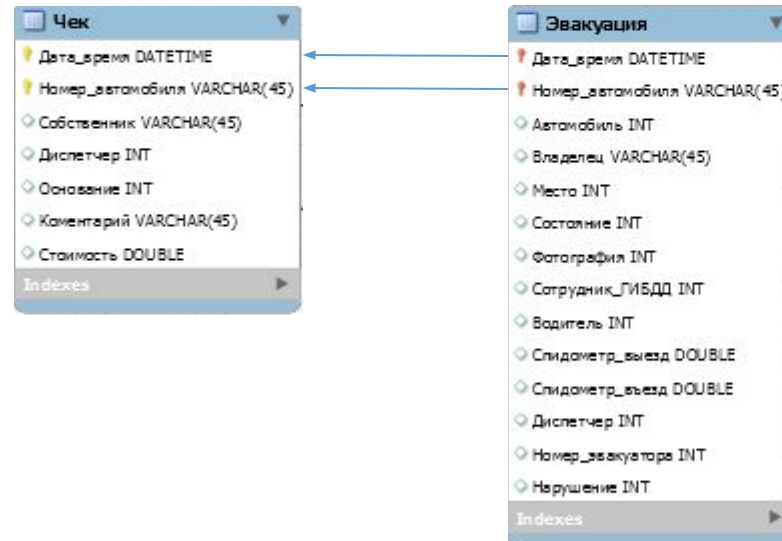 Чек
Дата_время DATETIME
Номер_автомобиля VARCHAR(45)
Собственник VARCHAR(45)
Диспетчер INT
Основание INT
Коментарий VARCHAR(45)
Стоимость DOUBLE
Indexes
Эвакуация
Дата_время DATETIME
Номер_автомобиля VARCHAR(45)
Автомобиль INT
Владелец VARCHAR(45)
Место INT
Состояние INT
Фотография INT
Сотрудник_ГИБДД INT
Водитель INT
Спидометр_выезд DOUBLE
Спидометр_въезд DOUBLE
Диспетчер INT
Номер_эвакуатора INT
Нарушение INT
Indexes